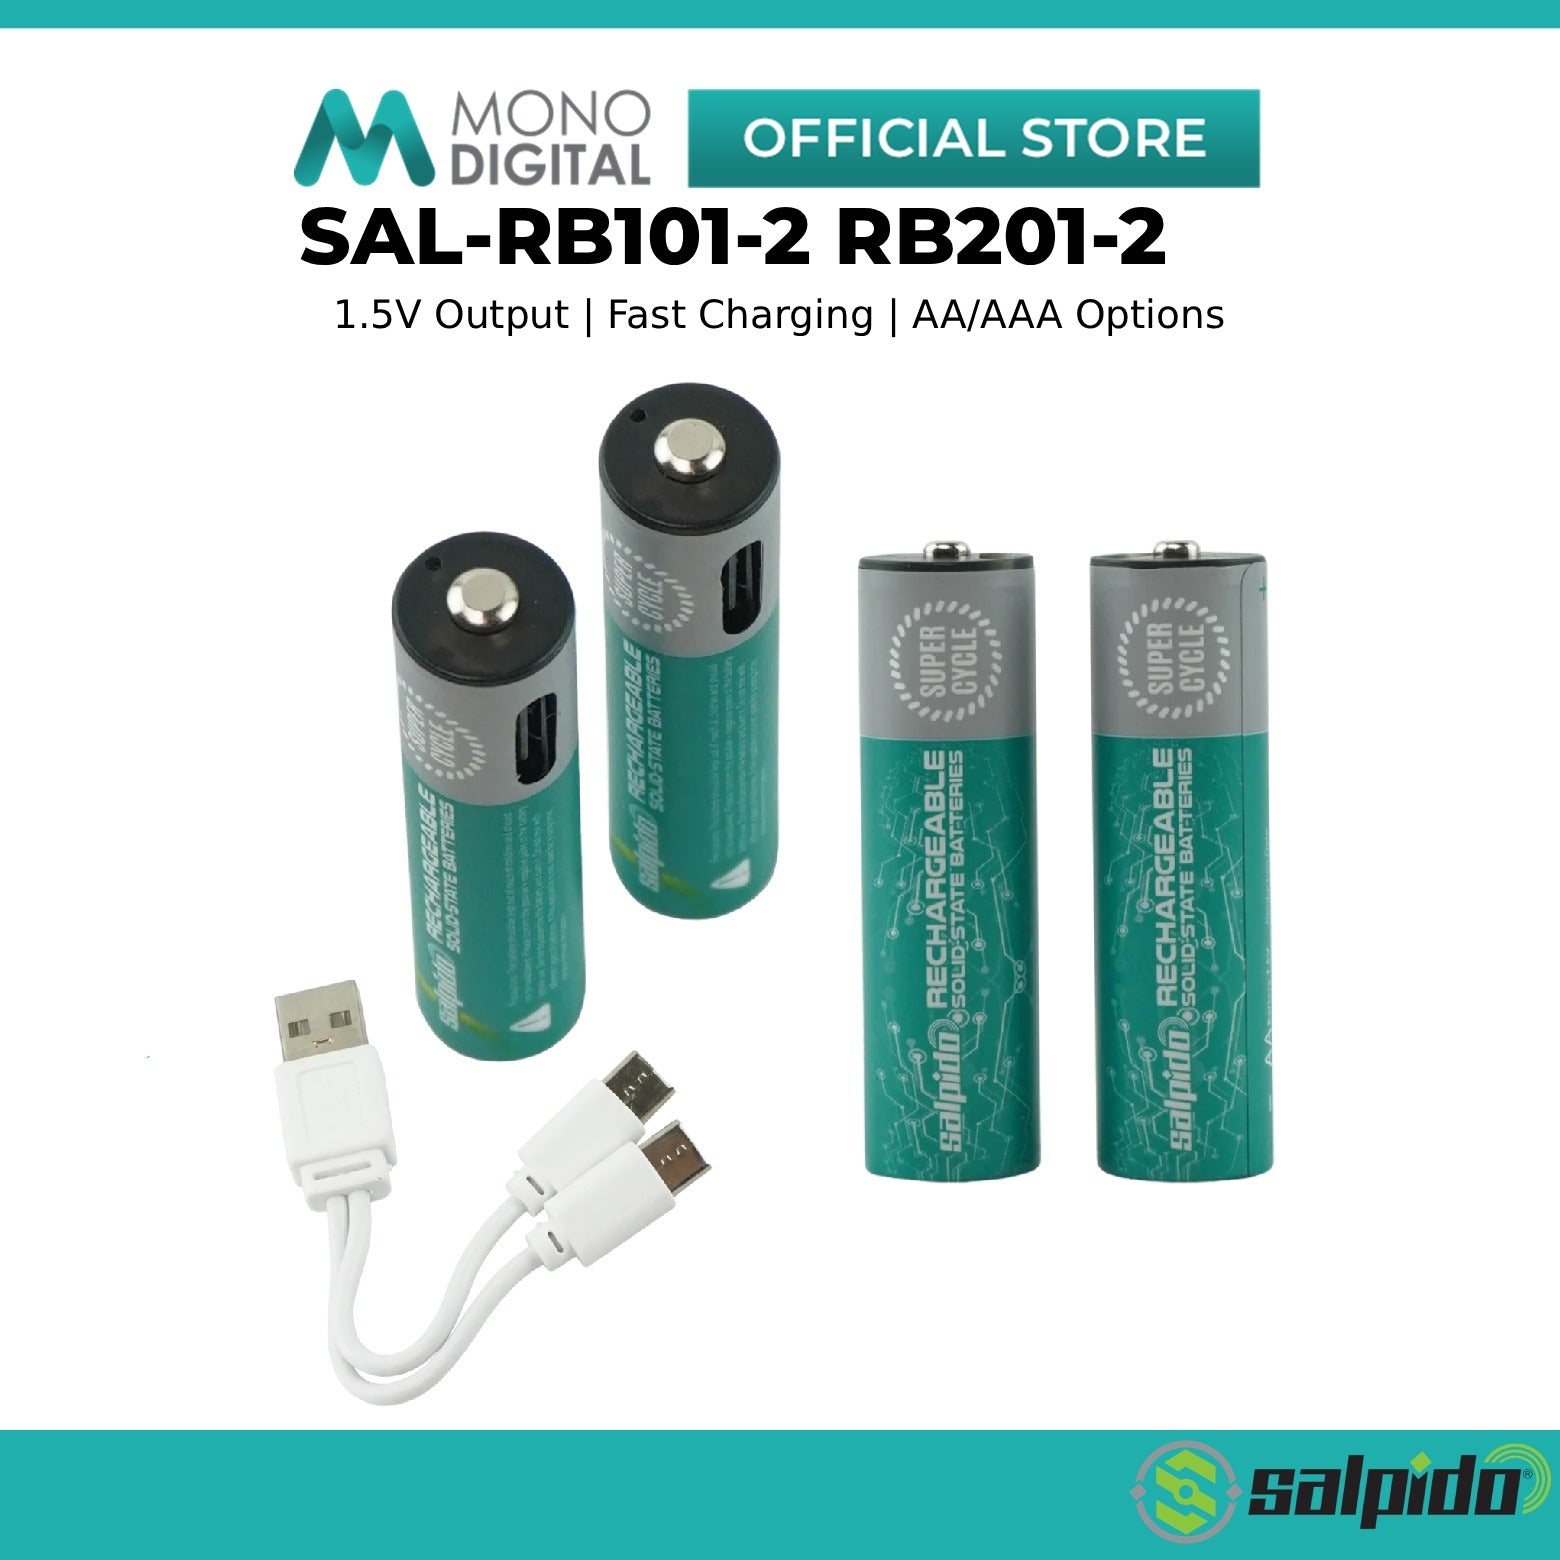 MONO
DIGITAL
OFFICIAL STORE
SAL-RB101-2 RB201-2
1.5V Output | Fast Charging | AA/AAA Options
SUPER
CYCLE
salpido RECHARGEABLE
SOLID-STATE BATTERIES
SUPER
CYCLE
salpido RECHARGEABLE
SOLID-STATE BATTERIES
SUPER
CYCLE
salpido RECHARGEABLE
SOLID-STATE BATTERIES
SUPER
CYCLE
salpido RECHARGEABLE
SOLID-STATE BATTERIES
salpido®